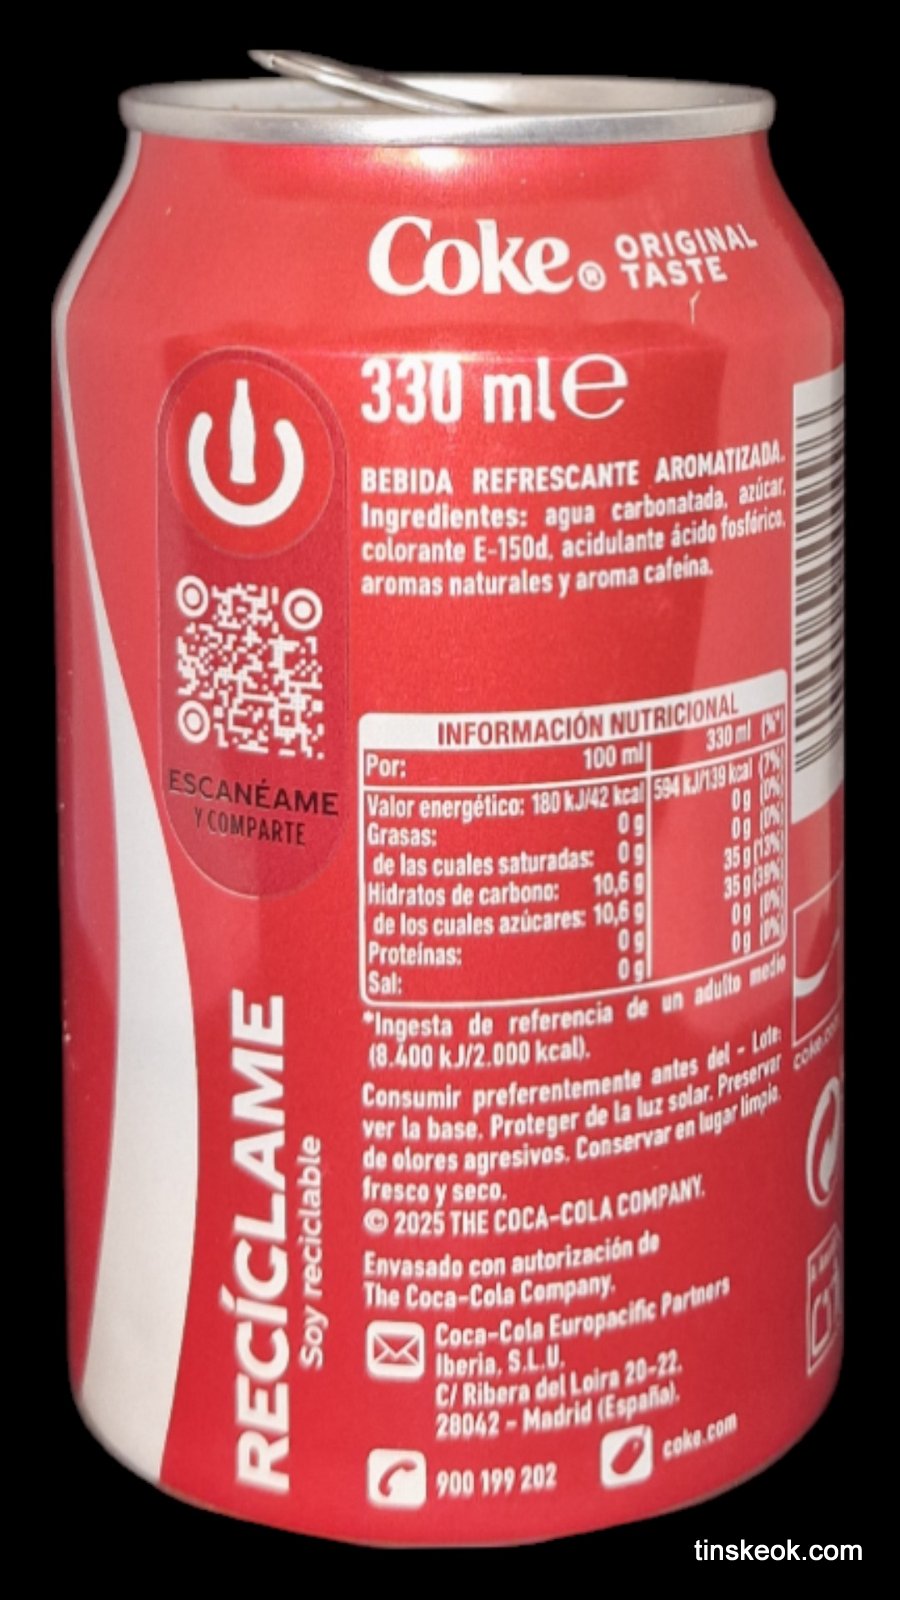 Coke® ORIGINAL
TASTE
330 ml e
BEBIDA REFRESCANTE AROMATIZADA.
Ingredientes: agua carbonatada, azúcar,
colorante E-150d, acidulante ácido fosfórico,
aromas naturales y aroma cafeína.
ESCANÉAME
Y COMPARTE
INFORMACIÓN NUTRICIONAL
Por: 100 ml 330 ml (%*)
Valor energético: 180 kJ/42 kcal 594 kJ/139 kcal (7%)
Grasas: 0 g 0 g (0%)
de las cuales saturadas: 0 g 0 g (0%)
Hidratos de carbono: 10,6 g 35 g (13%)
de los cuales azúcares: 10,6 g 35 g (39%)
Proteínas: 0 g 0 g (0%)
Sal: 0 g 0 g (0%)
*Ingesta de referencia de un adulto medio
(8.400 kJ/2.000 kcal).
Consumir preferentemente antes del - Lote:
ver la base. Proteger de la luz solar. Preservar
de olores agresivos. Conservar en lugar limpio,
fresco y seco.
© 2025 THE COCA-COLA COMPANY.
Envasado con autorización de
The Coca-Cola Company.
Coca-Cola Europacific Partners
Iberia, S.L.U.
C/ Ribera del Loira 20-22.
28042 - Madrid (España).
900 199 202 coke.com
RECÍCLAME
Soy reciclable
tinskeok.com